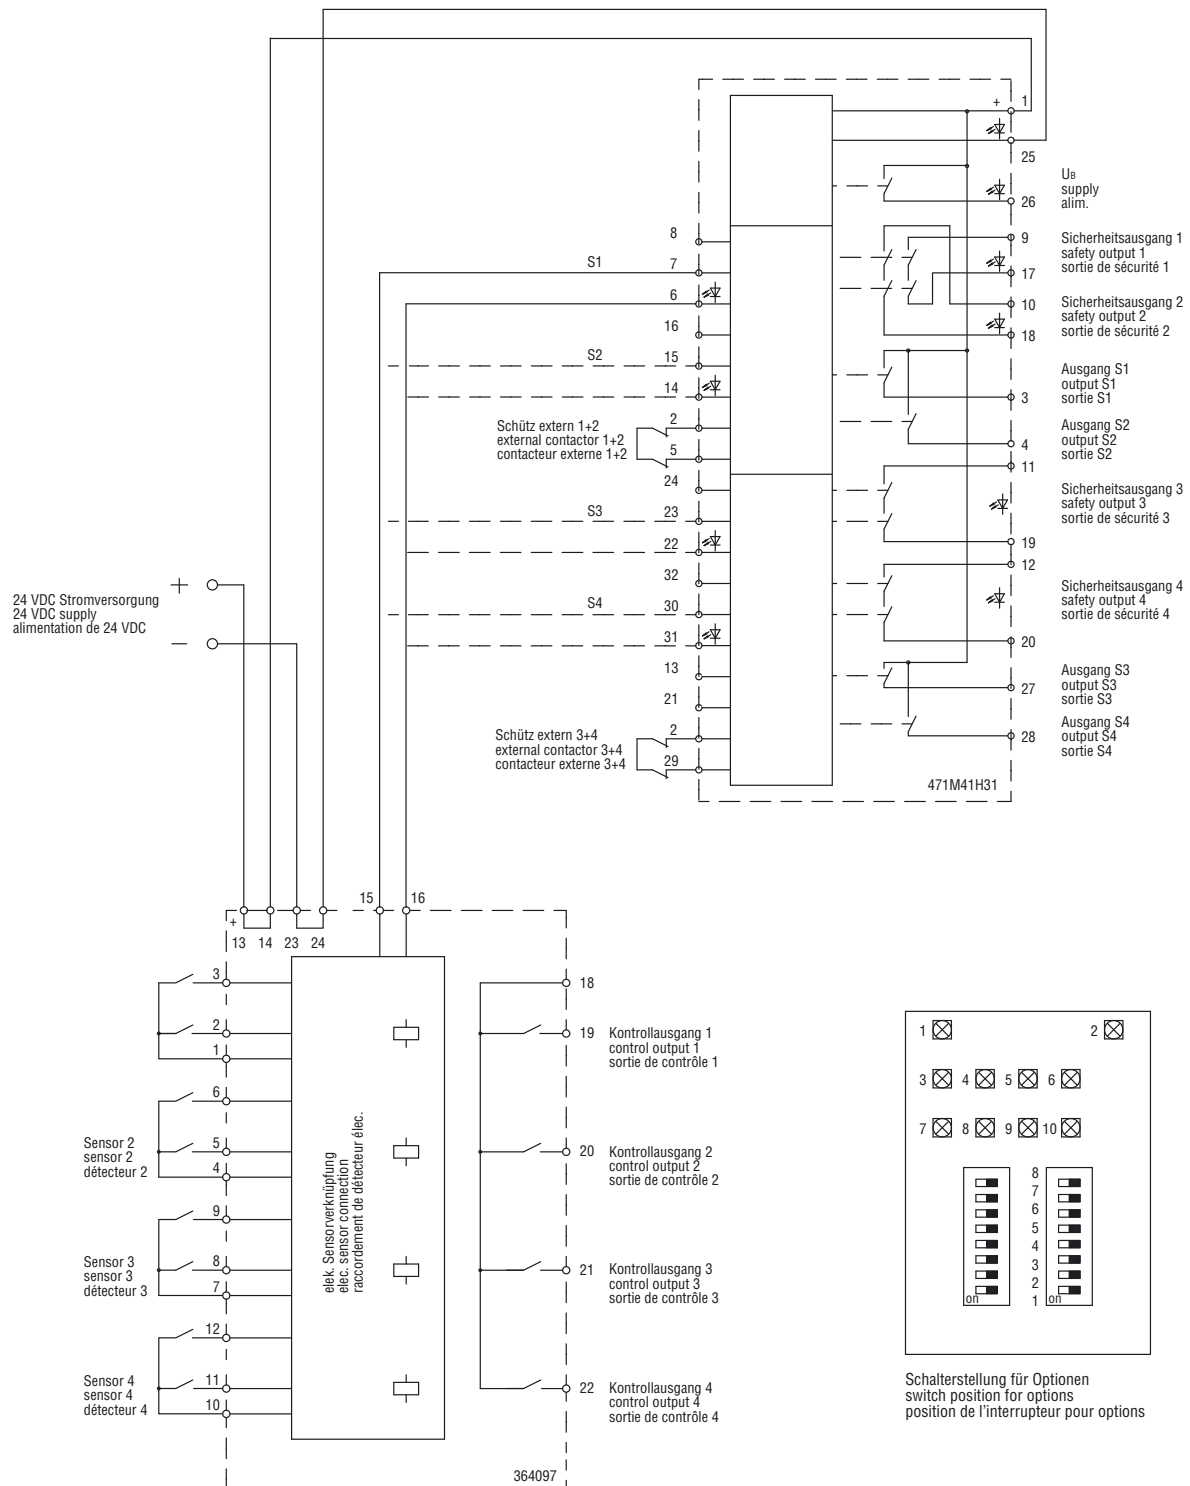 + 1
25
UB
supply
alim.
26
8
S1
7
6
16
S2
15
14
Schütz extern 1+2
external contactor 1+2
contacteur externe 1+2
2
5
24
S3
23
22
32
S4
30
31
13
21
Schütz extern 3+4
external contactor 3+4
contacteur externe 3+4
2
29
9
Sicherheitsausgang 1
safety output 1
sortie de sécurité 1
17
10
Sicherheitsausgang 2
safety output 2
sortie de sécurité 2
18
Ausgang S1
output S1
sortie S1
3
Ausgang S2
output S2
sortie S2
4
11
Sicherheitsausgang 3
safety output 3
sortie de sécurité 3
19
12
Sicherheitsausgang 4
safety output 4
sortie de sécurité 4
20
Ausgang S3
output S3
sortie S3
27
Ausgang S4
output S4
sortie S4
28
471M41H31
+
24 VDC Stromversorgung
24 VDC supply
alimentation de 24 VDC
−
15 16
+
13 14 23 24
3
2
1
6
Sensor 2
sensor 2
détecteur 2
5
4
9
Sensor 3
sensor 3
détecteur 3
8
7
12
Sensor 4
sensor 4
détecteur 4
11
10
elek. Sensorverknüpfung
elec. sensor connection
raccordement de détecteur élec.
18
19 Kontrollausgang 1
control output 1
sortie de contrôle 1
20 Kontrollausgang 2
control output 2
sortie de contrôle 2
21 Kontrollausgang 3
control output 3
sortie de contrôle 3
22 Kontrollausgang 4
control output 4
sortie de contrôle 4
364097
1 2
3 4 5 6
7 8 9 10
8
7
6
5
4
3
2
1
on on
Schalterstellung für Optionen
switch position for options
position de l'interrupteur pour options